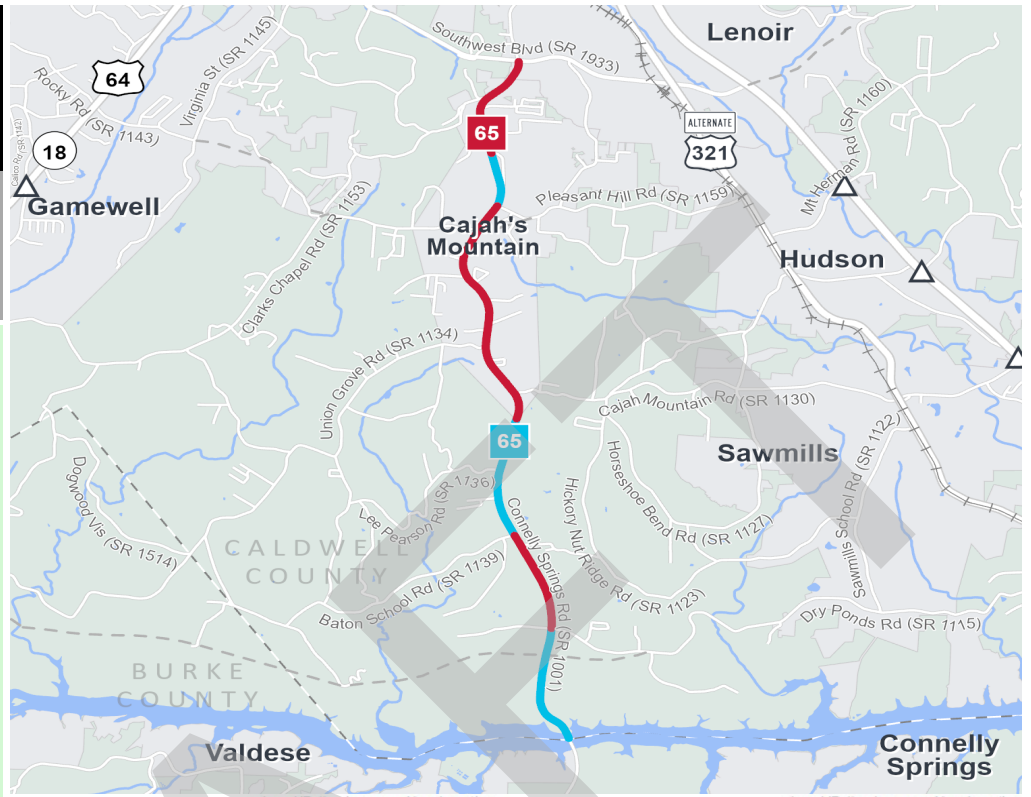 Lenoir
Southwest Blvd (SR 1933)
Virginia St (SR 1145)
64
Rocky Rd (SR 1143)
Mt Herman Rd (SR 1160)
ALTERNATE
321
65
18
Calico Rd (SR 1142)
Gamewell
Clarks Chapel Rd (SR 1153)
Pleasant Hill Rd (SR 1159)
Cajah's
Mountain
Hudson
Union Grove Rd (SR 1134)
Cajah Mountain Rd (SR 1130)
65
Sawmills
Sawmills School Rd (SR 1122)
Dogwood Vis (SR 1514)
Lee Pearson
Rd (SR 1736)
Connelly Springs Rd (SR 1001)
Hickory Nut Ridge Rd (SR 1123)
Horseshoe Bend Rd (SR 1127)
CALDWELL
COUNTY
Baton School Rd (SR 1139)
Dry Ponds Rd (SR 1115)
BURKE
COUNTY
Valdese
Connelly
Springs